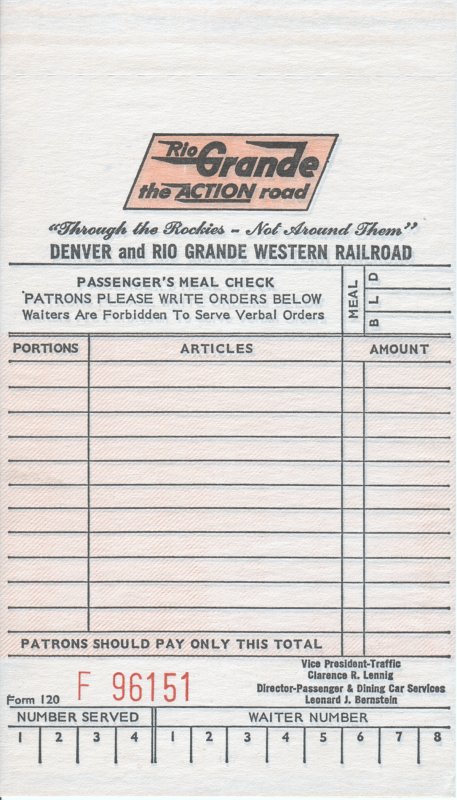 Rio Grande
the ACTION road
"Through the Rockies - Not Around Them"
DENVER and RIO GRANDE WESTERN RAILROAD
PASSENGER'S MEAL CHECK
PATRONS PLEASE WRITE ORDERS BELOW
Waiters Are Forbidden To Serve Verbal Orders
MEAL
B L D
PORTIONS ARTICLES AMOUNT
PATRONS SHOULD PAY ONLY THIS TOTAL
Vice President-Traffic
Clarence R. Lennig
Director-Passenger & Dining Car Services
Leonard J. Bernstein
Form 120 F 96151
NUMBER SERVED WAITER NUMBER
1 2 3 4 1 2 3 4 5 6 7 8